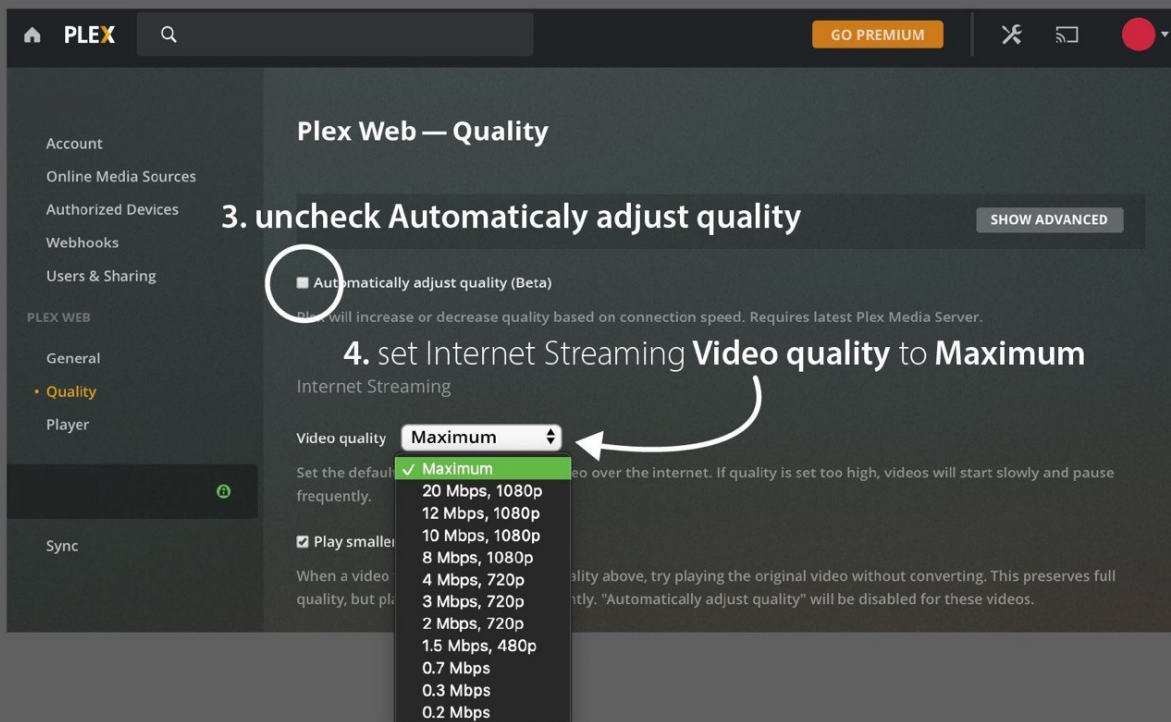 PLEX
GO PREMIUM
Account
Online Media Sources
Authorized Devices
Webhooks
Users & Sharing
PLEX WEB
General
• Quality
Player
Sync
Plex Web — Quality
3. uncheck Automaticaly adjust quality
SHOW ADVANCED
Automatically adjust quality (Beta)
Plex will increase or decrease quality based on connection speed. Requires latest Plex Media Server.
4. set Internet Streaming Video quality to Maximum
Internet Streaming
Video quality
Maximum
Set the defaul eo over the internet. If quality is set too high, videos will start slowly and pause
frequently.
✓ Maximum
20 Mbps, 1080p
12 Mbps, 1080p
10 Mbps, 1080p
8 Mbps, 1080p
4 Mbps, 720p
3 Mbps, 720p
2 Mbps, 720p
1.5 Mbps, 480p
0.7 Mbps
0.3 Mbps
0.2 Mbps
Play smaller
When a video ality above, try playing the original video without converting. This preserves full
quality, but pla tly. "Automatically adjust quality" will be disabled for these videos.